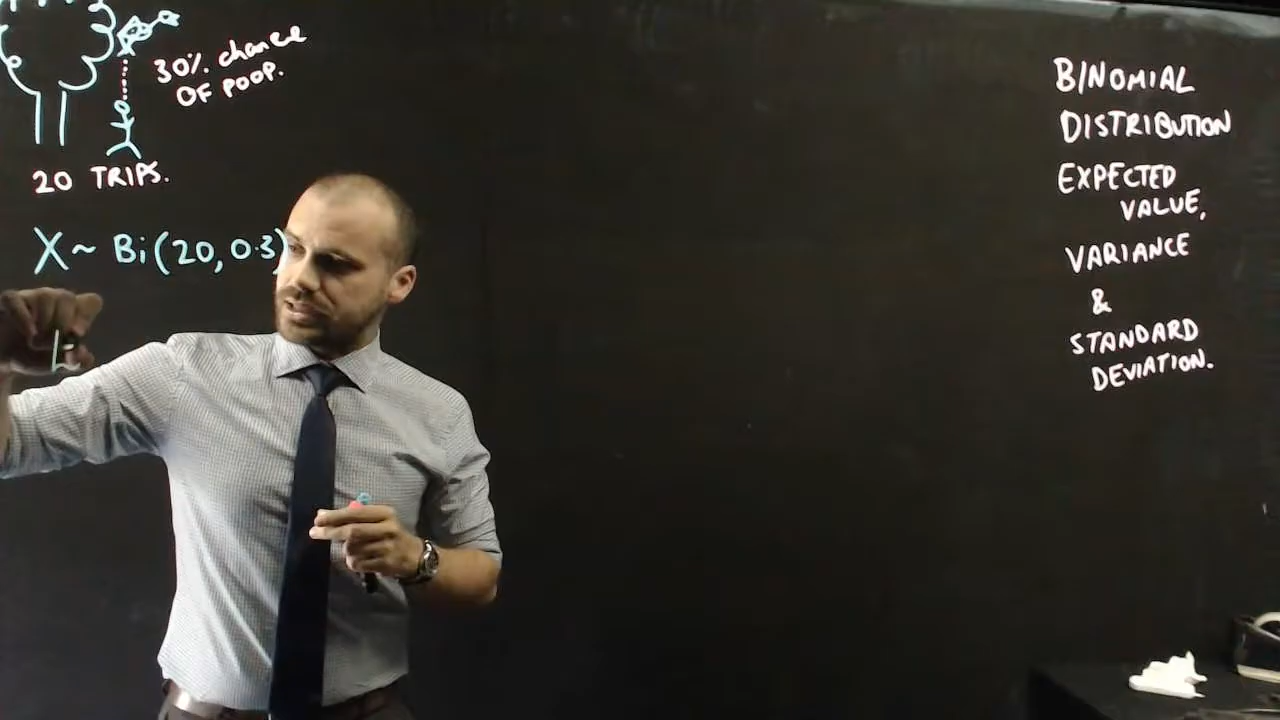 30% chance
OF POOP.
20 TRIPS.
X ~ Bi(20, 0.3)
BINOMIAL
DISTRIBUTION
EXPECTED
VALUE,
VARIANCE
&
STANDARD
DEVIATION.